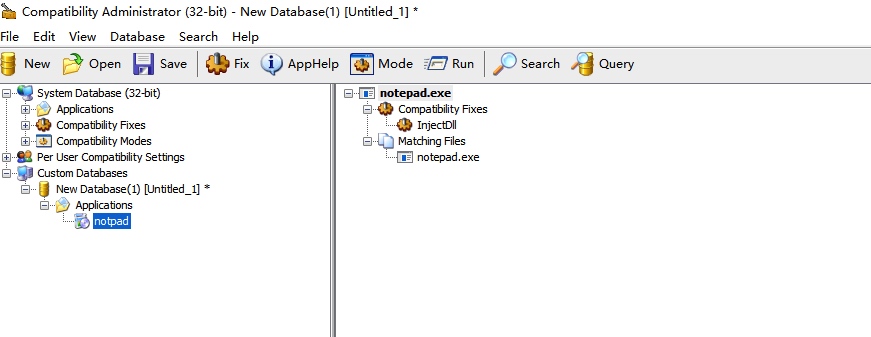 Compatibility Administrator (32-bit) - New Database(1) [Untitled_1] *
File Edit View Database Search Help
New Open Save Fix AppHelp Mode Run Search Query
System Database (32-bit)
Applications
Compatibility Fixes
Compatibility Modes
Per User Compatibility Settings
Custom Databases
New Database(1) [Untitled_1] *
Applications
notpad
notepad.exe
Compatibility Fixes
InjectDll
Matching Files
notepad.exe